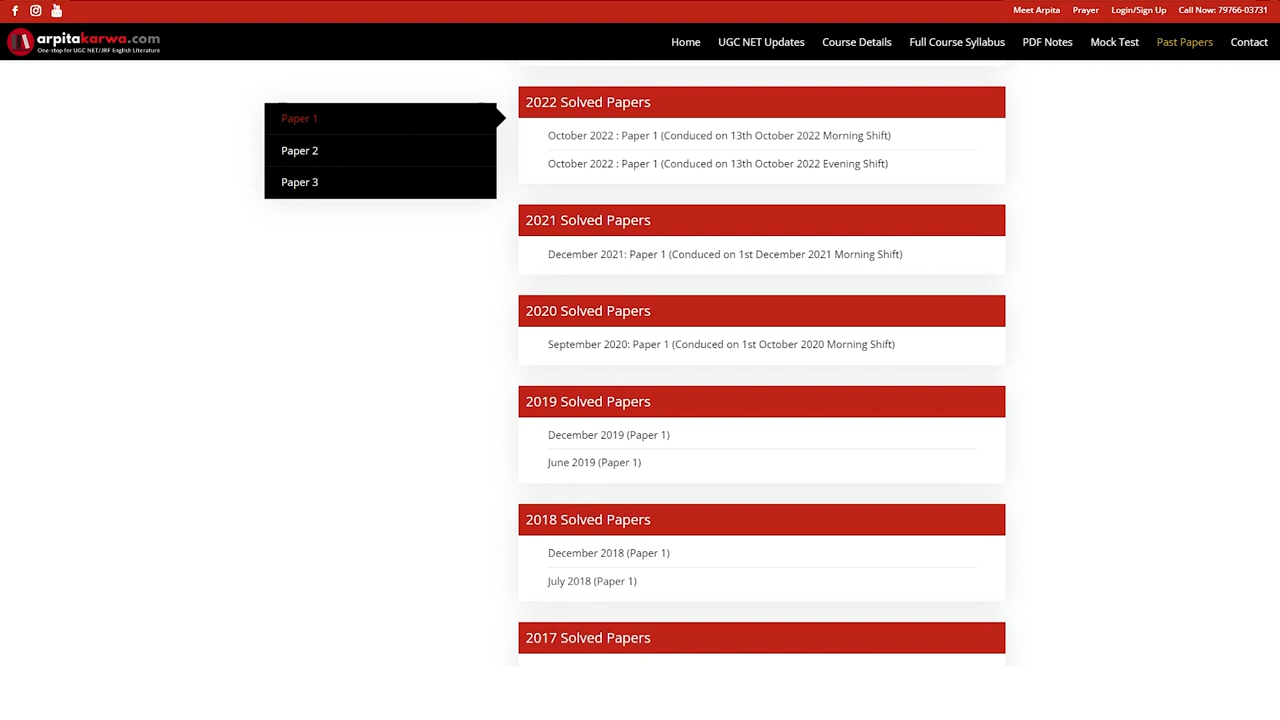 Meet Arpita Prayer Login/Sign Up Call Now: 79766-03731
arpitakarwa.com
One-stop for UGC NET/JRF English Literature
Home UGC NET Updates Course Details Full Course Syllabus PDF Notes Mock Test Past Papers Contact
Paper 1
Paper 2
Paper 3
2022 Solved Papers
October 2022 : Paper 1 (Conduced on 13th October 2022 Morning Shift)
October 2022 : Paper 1 (Conduced on 13th October 2022 Evening Shift)
2021 Solved Papers
December 2021: Paper 1 (Conduced on 1st December 2021 Morning Shift)
2020 Solved Papers
September 2020: Paper 1 (Conduced on 1st October 2020 Morning Shift)
2019 Solved Papers
December 2019 (Paper 1)
June 2019 (Paper 1)
2018 Solved Papers
December 2018 (Paper 1)
July 2018 (Paper 1)
2017 Solved Papers